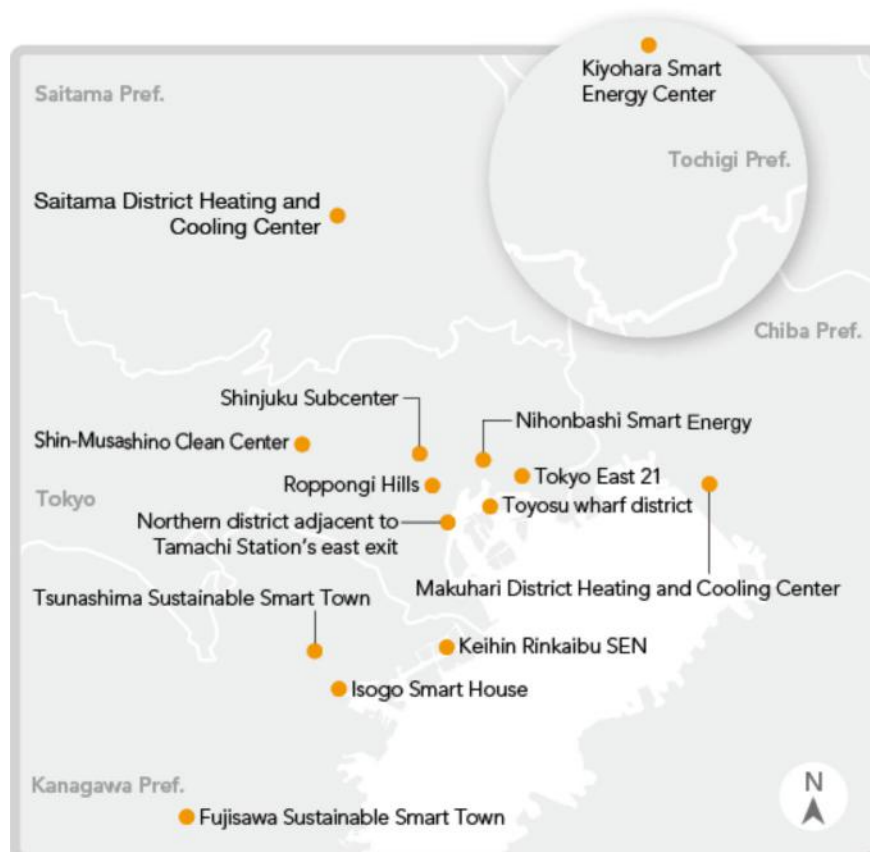 Kiyohara Smart
Energy Center
Saitama Pref.
Tochigi Pref.
Saitama District Heating and
Cooling Center
Chiba Pref.
Shinjuku Subcenter
Nihonbashi Smart Energy
Shin-Musashino Clean Center
Tokyo East 21
Roppongi Hills
Tokyo
Toyosu wharf district
Northern district adjacent to
Tamachi Station's east exit
Makuhari District Heating and Cooling Center
Tsunashima Sustainable Smart Town
Keihin Rinkaibu SEN
Isogo Smart House
Kanagawa Pref.
N
Fujisawa Sustainable Smart Town